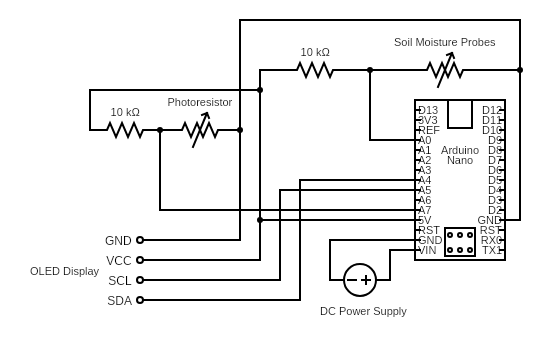 Soil Moisture Probes
10 kΩ
Photoresistor
10 kΩ
D13 D12
3V3 D11
REF D10
A0 D9
A1 Arduino D8
A2 Nano D7
A3 D6
A4 D5
A5 D4
A6 D3
A7 D2
5V GND
RST RST
GND RX0
VIN TX1
GND
VCC
OLED Display
SCL
SDA
DC Power Supply